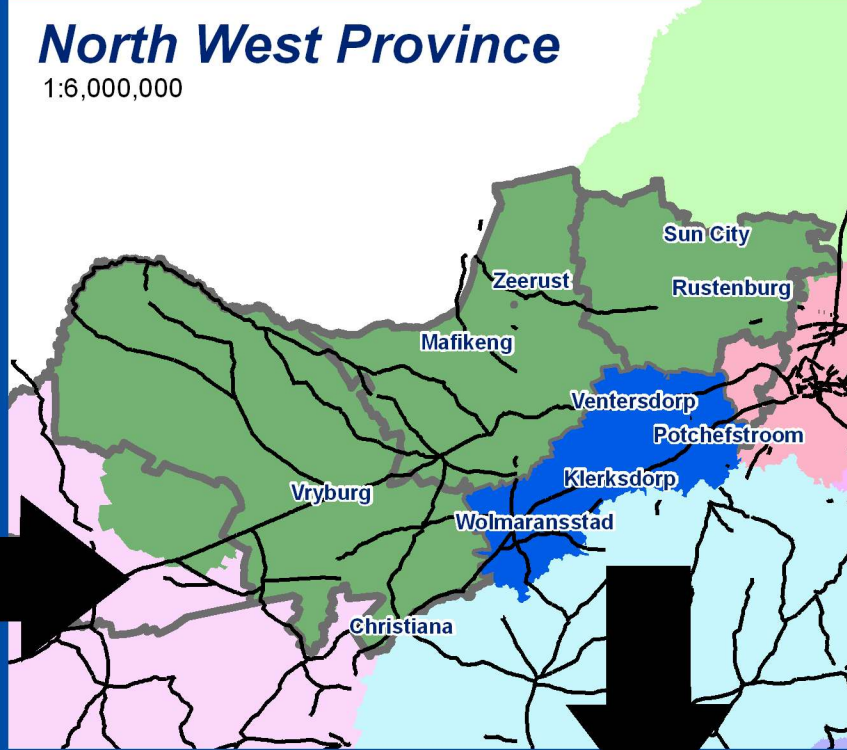 North West Province
1:6,000,000
Sun City
Zeerust
Rustenburg
Mafikeng
Ventersdorp
Potchefstroom
Klerksdorp
Vryburg
Wolmaransstad
Christiana